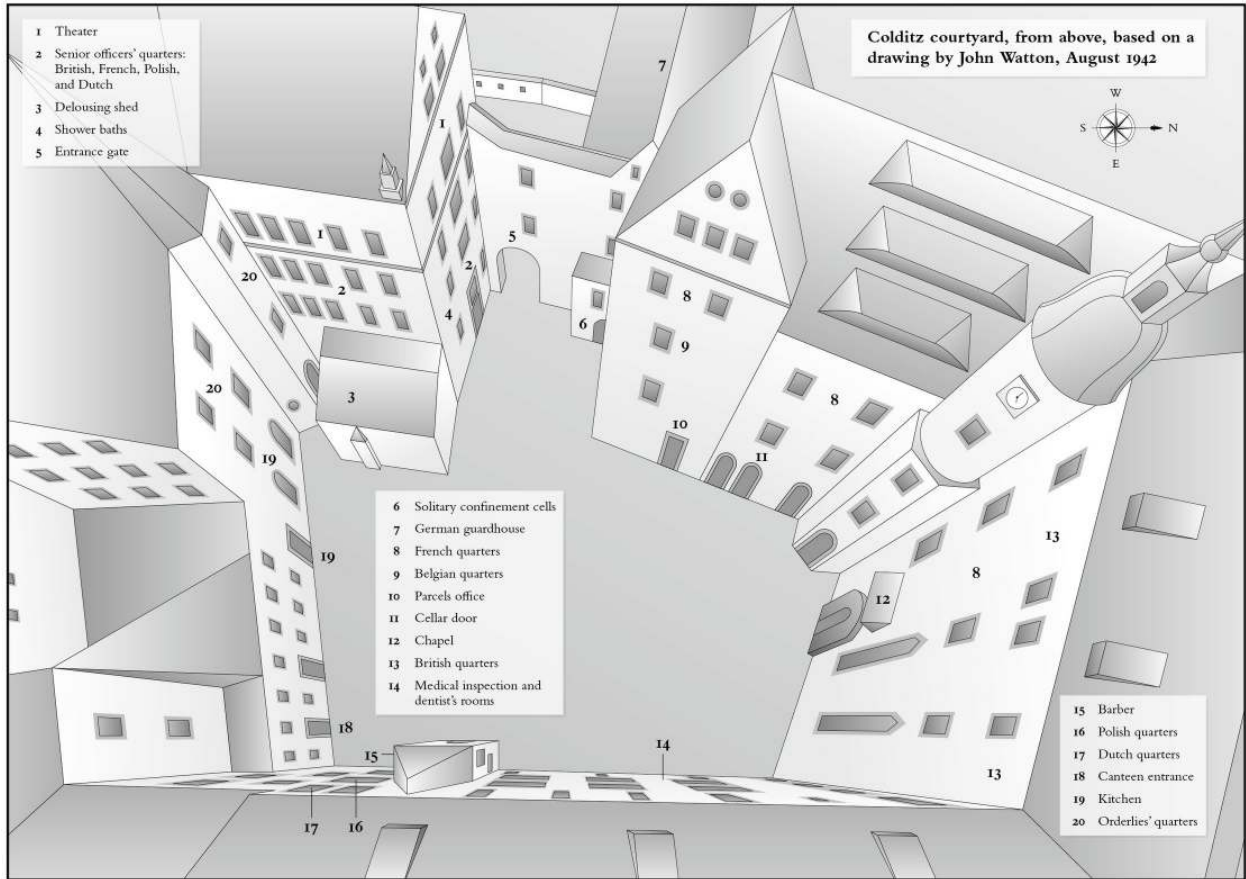 1 Theater
2 Senior officers' quarters:
British, French, Polish,
and Dutch
3 Delousing shed
4 Shower baths
5 Entrance gate
Colditz courtyard, from above, based on a
drawing by John Watton, August 1942
W
S
N
E
7
1
1
2
20
2
5
4
6
8
9
3
20
10
11
8
19
19
13
8
12
6 Solitary confinement cells
7 German guardhouse
8 French quarters
9 Belgian quarters
10 Parcels office
11 Cellar door
12 Chapel
13 British quarters
14 Medical inspection and
dentist's rooms
18
15
14
13
17
16
15 Barber
16 Polish quarters
17 Dutch quarters
18 Canteen entrance
19 Kitchen
20 Orderlies' quarters